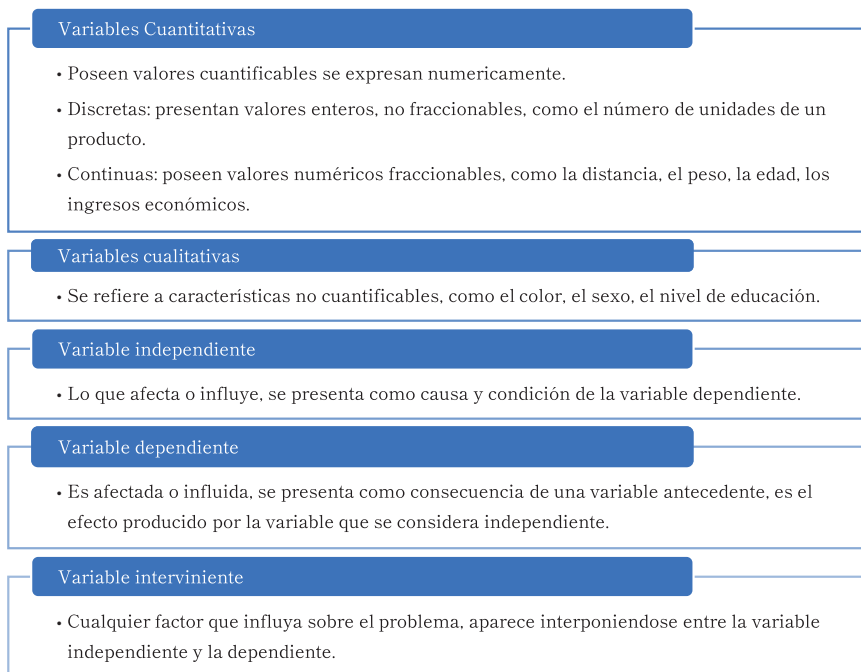 Variables Cuantitativas
• Poseen valores cuantificables se expresan numericamente.
• Discretas: presentan valores enteros, no fraccionables, como el número de unidades de un
producto.
• Continuas: poseen valores numéricos fraccionables, como la distancia, el peso, la edad, los
ingresos económicos.
Variables cualitativas
• Se refiere a características no cuantificables, como el color, el sexo, el nivel de educación.
Variable independiente
• Lo que afecta o influye, se presenta como causa y condición de la variable dependiente.
Variable dependiente
• Es afectada o influida, se presenta como consecuencia de una variable antecedente, es el
efecto producido por la variable que se considera independiente.
Variable interviniente
• Cualquier factor que influya sobre el problema, aparece interponiendose entre la variable
independiente y la dependiente.